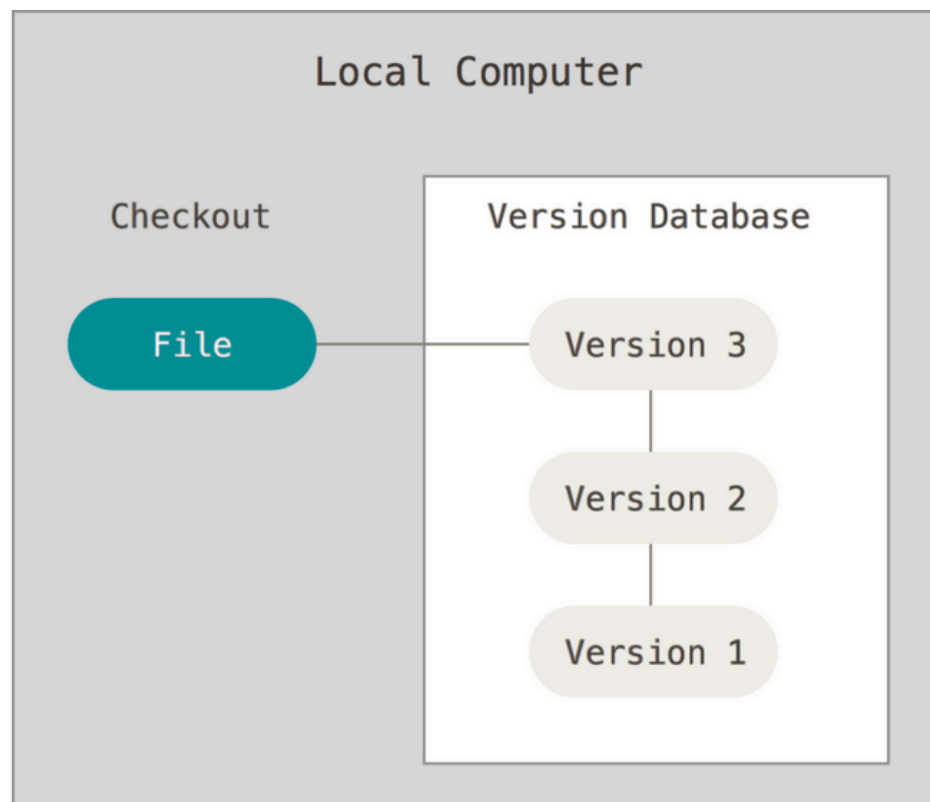 Local Computer
Checkout
Version Database
File
Version 3
Version 2
Version 1